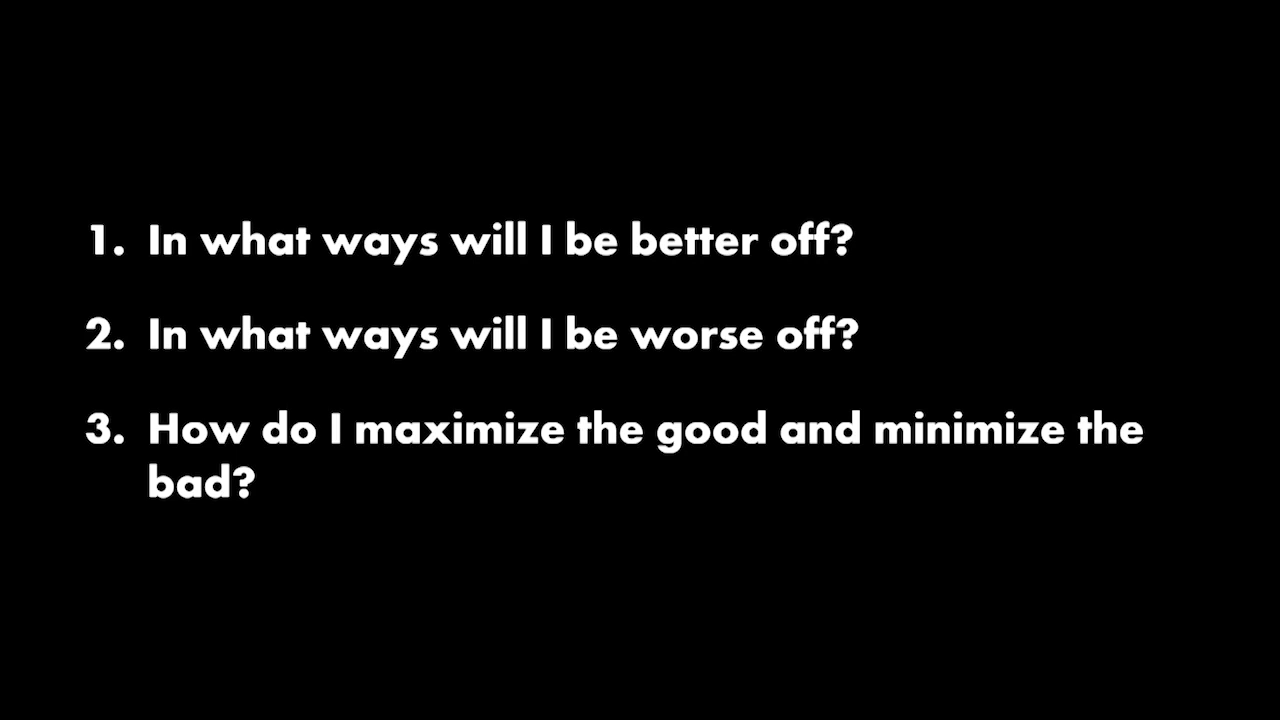 1. In what ways will I be better off?
2. In what ways will I be worse off?
3. How do I maximize the good and minimize the
bad?